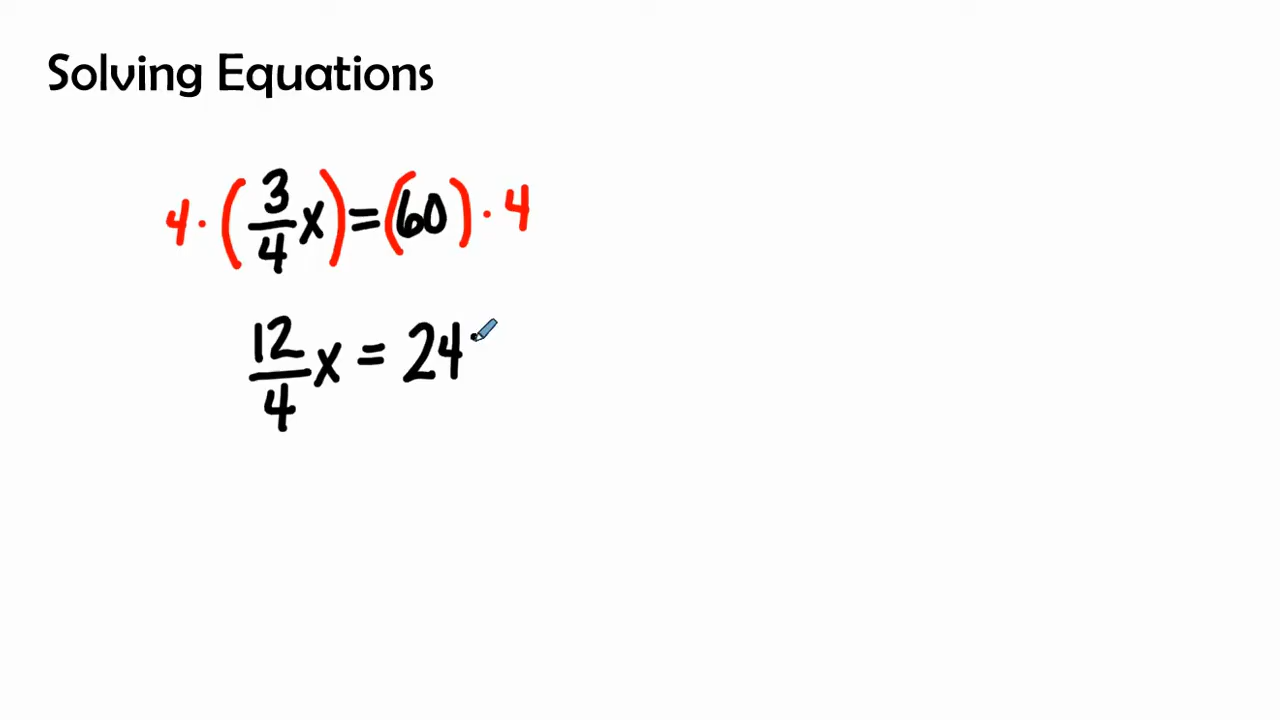 Solving Equations
4 · ( 3/4 x ) = ( 60 ) · 4
12/4 x = 24